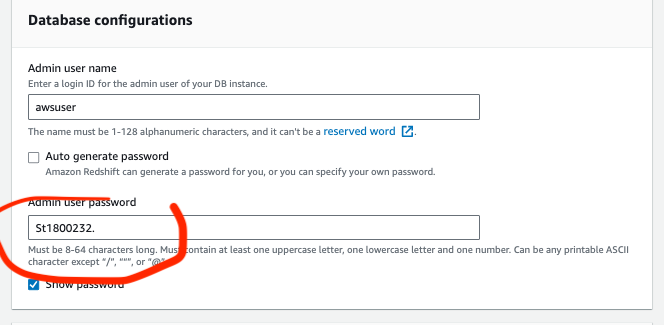 Database configurations
Admin user name
Enter a login ID for the admin user of your DB instance.
awsuser
The name must be 1-128 alphanumeric characters, and it can't be a reserved word.
Auto generate password
Amazon Redshift can generate a password for you, or you can specify your own password.
Admin user password
St1800232.
Must be 8-64 characters long. Must contain at least one uppercase letter, one lowercase letter and one number. Can be any printable ASCII
character except "/", """, or "@"
Show password